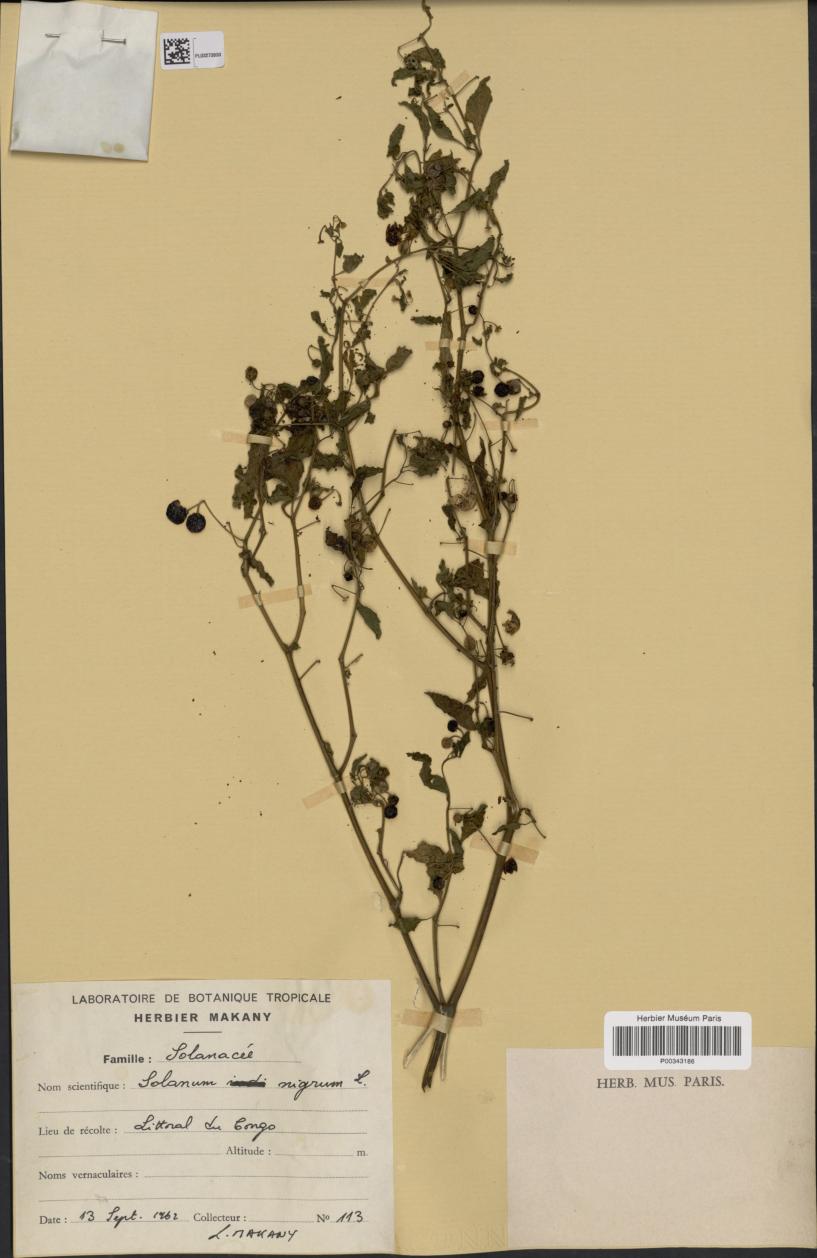 PL0027 
LABORATOIRE DE BOTANIQUE TROPICALE
HERBIER MAKANY
Famille : Solanacée
Nom scientifique : Solanum nigrum L.
Lieu de récolte : Littoral du Congo
Altitude : m.
Noms vernaculaires :
Date : 13 Sept. 1962 Collecteur : Nº 113
L. MAKANY
Herbier Muséum Paris
P00343186
HERB. MUS. PARIS.